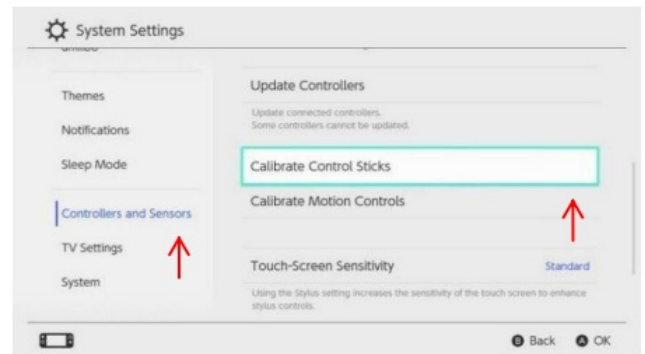 System Settings
amiibo
Themes
Notifications
Sleep Mode
Controllers and Sensors
TV Settings
System
Update Controllers
Update connected controllers.
Some controllers cannot be updated.
Calibrate Control Sticks
Calibrate Motion Controls
Touch-Screen Sensitivity Standard
Using the Stylus setting increases the sensitivity of the touch screen to enhance
stylus controls.
B Back A OK